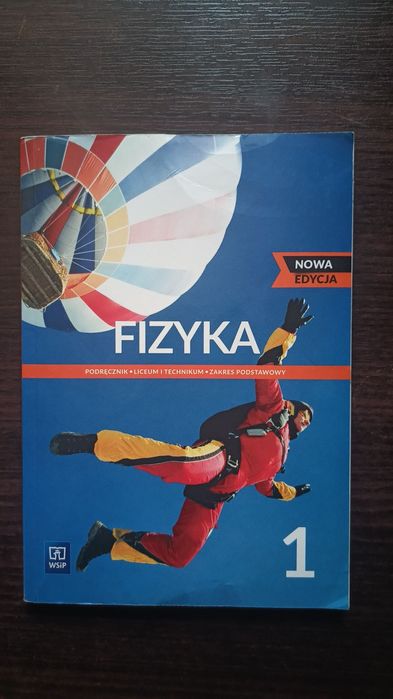 NOWA
EDYCJA
FIZYKA
PODRĘCZNIK • LICEUM I TECHNIKUM • ZAKRES PODSTAWOWY
1
WSiP